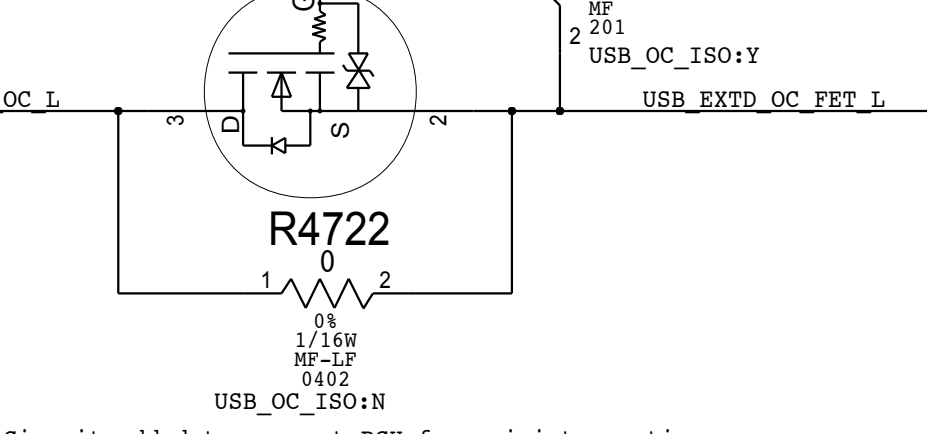 G
MF
201
2
USB_OC_ISO:Y
OC_L
USB_EXTD_OC_FET_L
3
D
S
2
R4722
0
1
2
0%
1/16W
MF-LF
0402
USB_OC_ISO:N